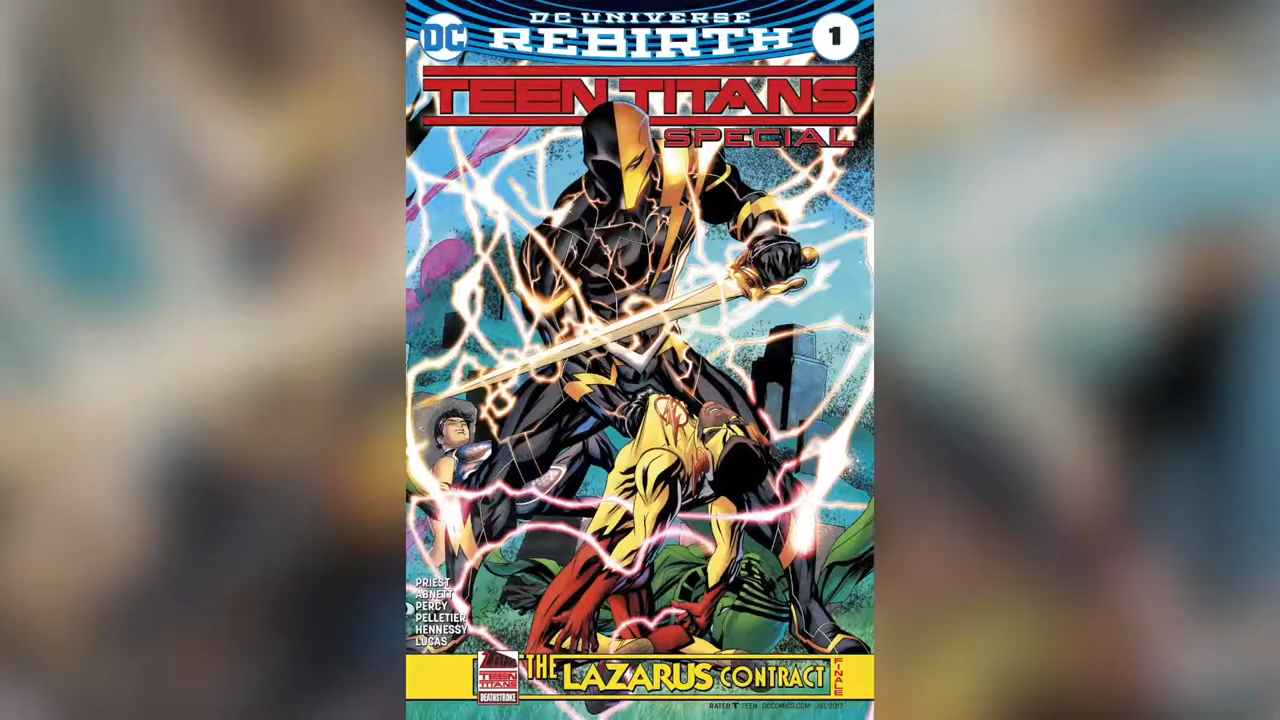 DC UNIVERSE
DC
REBIRTH
1
TEEN TITANS
SPECIAL
PRIEST
ABNETT
PERCY
PELLETIER
HENNESSY
LUCAS
TITANS
TEEN
TITANS
DEATHSTROKE
THE LAZARUS CONTRACT
FINALE
RATED T TEEN DCCOMICS.COM JUL 2017